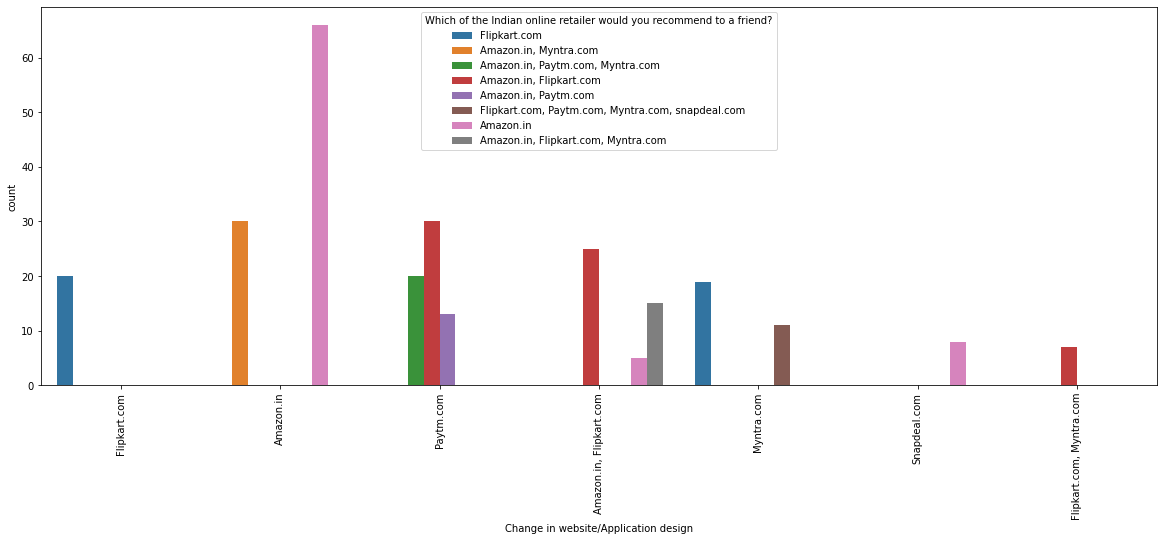 Which of the Indian online retailer would you recommend to a friend?
Flipkart.com
Amazon.in, Myntra.com
Amazon.in, Paytm.com, Myntra.com
Amazon.in, Flipkart.com
Amazon.in, Paytm.com
Flipkart.com, Paytm.com, Myntra.com, snapdeal.com
Amazon.in
Amazon.in, Flipkart.com, Myntra.com
count
60
50
40
30
20
10
0
Flipkart.com
Amazon.in
Paytm.com
Amazon.in, Flipkart.com
Myntra.com
Snapdeal.com
Flipkart.com, Myntra.com
Change in website/Application design